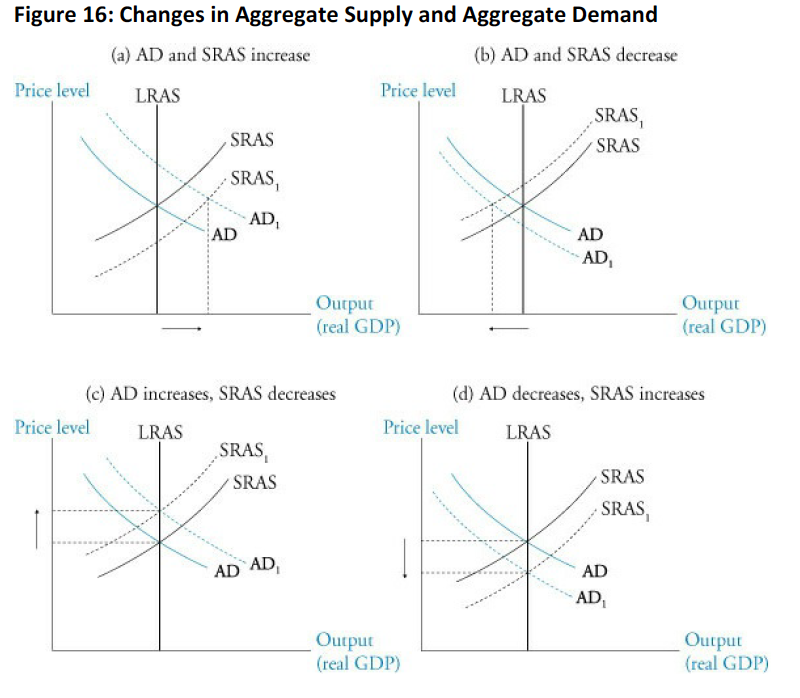 Figure 16: Changes in Aggregate Supply and Aggregate Demand
(a) AD and SRAS increase
Price level
LRAS
SRAS
SRAS₁
AD₁
AD
Output
(real GDP)
(b) AD and SRAS decrease
Price level
LRAS
SRAS₁
SRAS
AD
AD₁
Output
(real GDP)
(c) AD increases, SRAS decreases
Price level
LRAS
SRAS₁
SRAS
AD₁
AD
Output
(real GDP)
(d) AD decreases, SRAS increases
Price level
LRAS
SRAS
SRAS₁
AD
AD₁
Output
(real GDP)